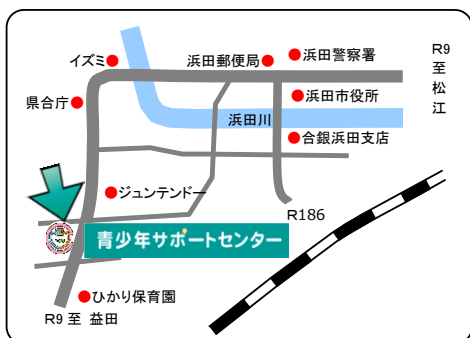 イズミ
浜田郵便局
浜田警察署
R9
至
松
江
県合庁
浜田市役所
浜田川
合銀浜田支店
ジュンテンドー
R186
青少年サポートセンター
ひかり保育園
R9 至 益田